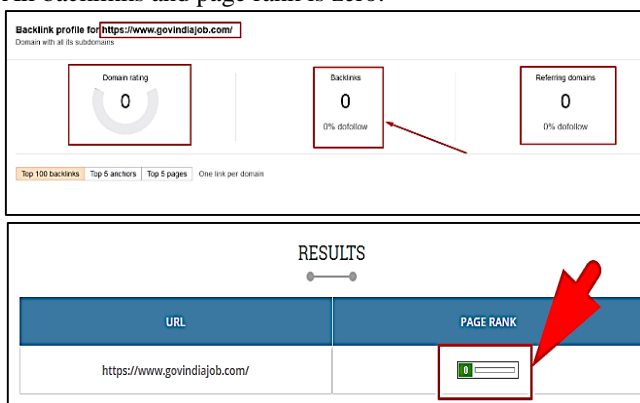 All backlinks and page rank is zero.
Backlink profile for https://www.govindiajob.com/
Domain with all its subdomains
Domain rating Backlinks Referring domains
0 0 0
0% dofollow 0% dofollow
Top 100 backlinks Top 5 anchors Top 5 pages One link per domain
RESULTS
URL PAGE RANK
https://www.govindiajob.com/ 0